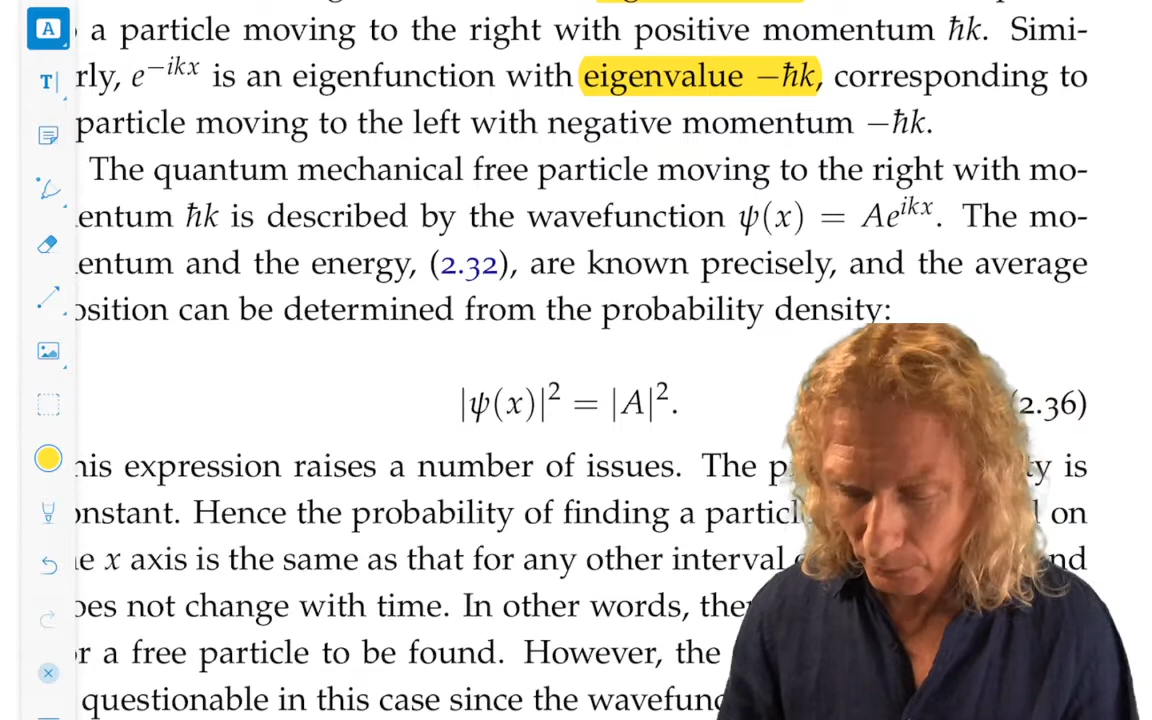 a particle moving to the right with positive momentum ħk. Simi-
rly, e^{-ikx} is an eigenfunction with eigenvalue −ħk, corresponding to
particle moving to the left with negative momentum −ħk.
The quantum mechanical free particle moving to the right with mo-
entum ħk is described by the wavefunction ψ(x) = Ae^{ikx}. The mo-
entum and the energy, (2.32), are known precisely, and the average
osition can be determined from the probability density:
|ψ(x)|² = |A|². 2.36)
his expression raises a number of issues. The p y is
onstant. Hence the probability of finding a particl on
e x axis is the same as that for any other interval nd
oes not change with time. In other words, the
r a free particle to be found. However, the
questionable in this case since the wavefunc
A
T